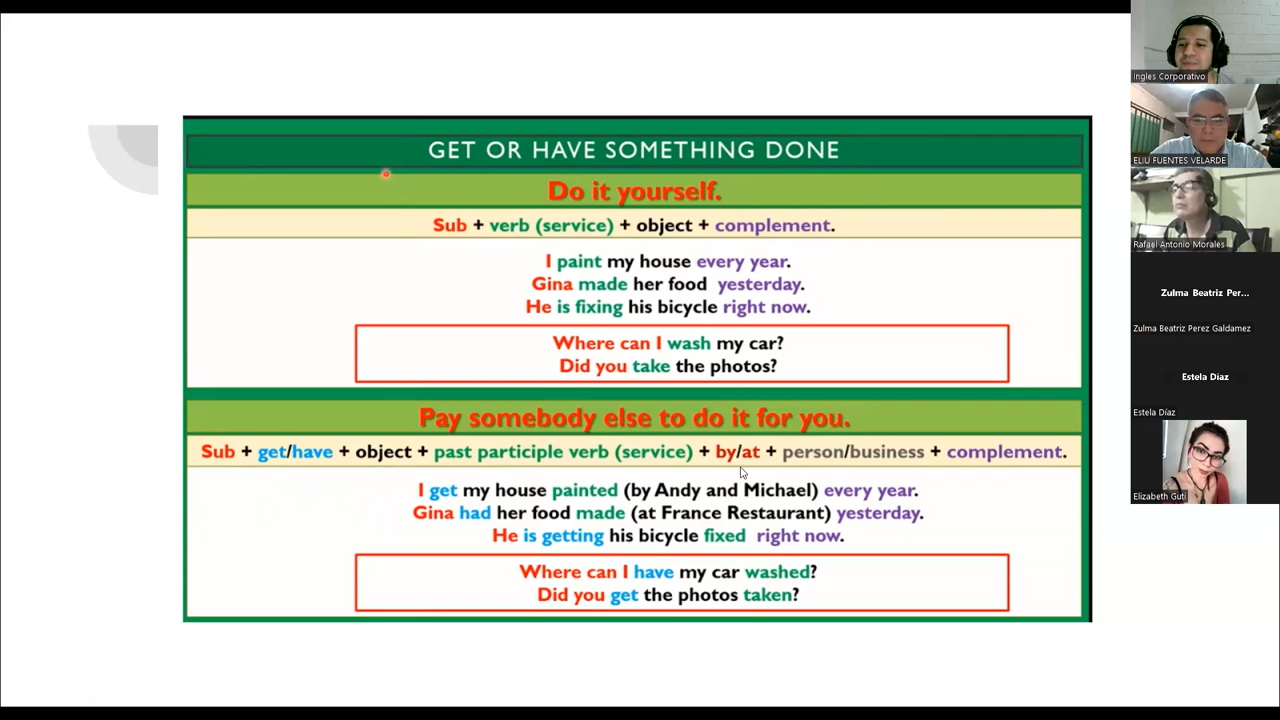 GET OR HAVE SOMETHING DONE
Do it yourself.
Sub + verb (service) + object + complement.
I paint my house every year.
Gina made her food yesterday.
He is fixing his bicycle right now.
Where can I wash my car?
Did you take the photos?
Pay somebody else to do it for you.
Sub + get/have + object + past participle verb (service) + by/at + person/business + complement.
I get my house painted (by Andy and Michael) every year.
Gina had her food made (at France Restaurant) yesterday.
He is getting his bicycle fixed right now.
Where can I have my car washed?
Did you get the photos taken?
Ingles Corporativo
ELIU FUENTES VELARDE
Rafael Antonio Morales
Zulma Beatriz Per...
Zulma Beatriz Perez Galdamez
Estela Díaz
Estela Díaz
Elizabeth Guti